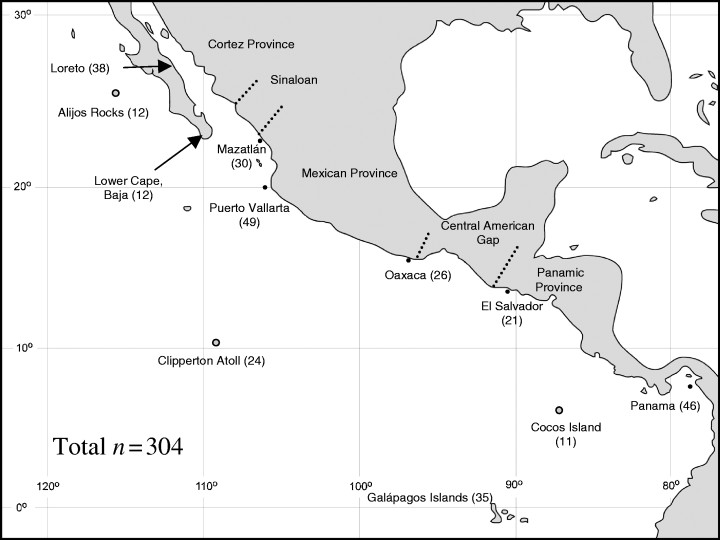 30º
Cortez Province
Loreto (38)
Sinaloan
Alijos Rocks (12)
Mazatlán
(30)
Mexican Province
Lower Cape,
Baja (12)
20º
Puerto Vallarta
(49)
Central American
Gap
Oaxaca (26)
Panamic
Province
El Salvador
(21)
10º
Clipperton Atoll (24)
Panama (46)
Cocos Island
(11)
Total n = 304
120º
110º
100º
90º
80º
Galápagos Islands (35)
0º